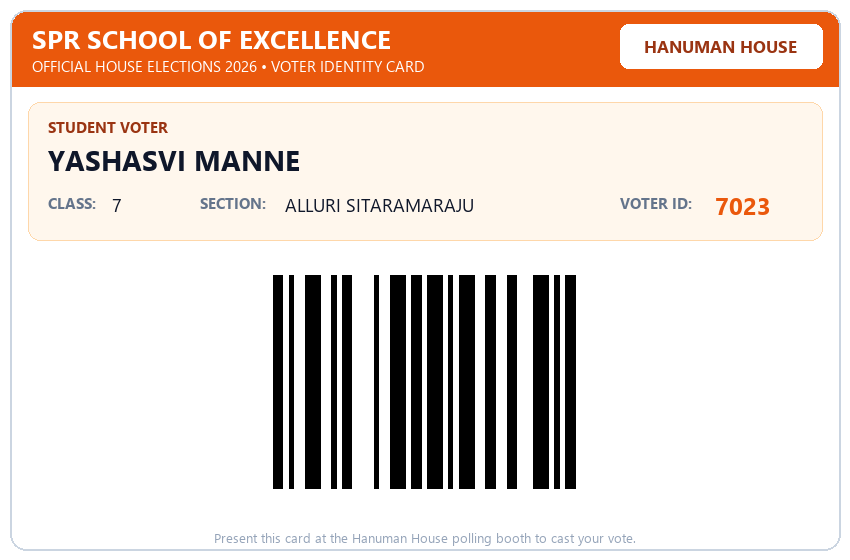 SPR SCHOOL OF EXCELLENCE
OFFICIAL HOUSE ELECTIONS 2026 • VOTER IDENTITY CARD
HANUMAN HOUSE
STUDENT VOTER
YASHASVI MANNE
CLASS: 7 SECTION: ALLURI SITARAMARAJU VOTER ID: 7023
Present this card at the Hanuman House polling booth to cast your vote.